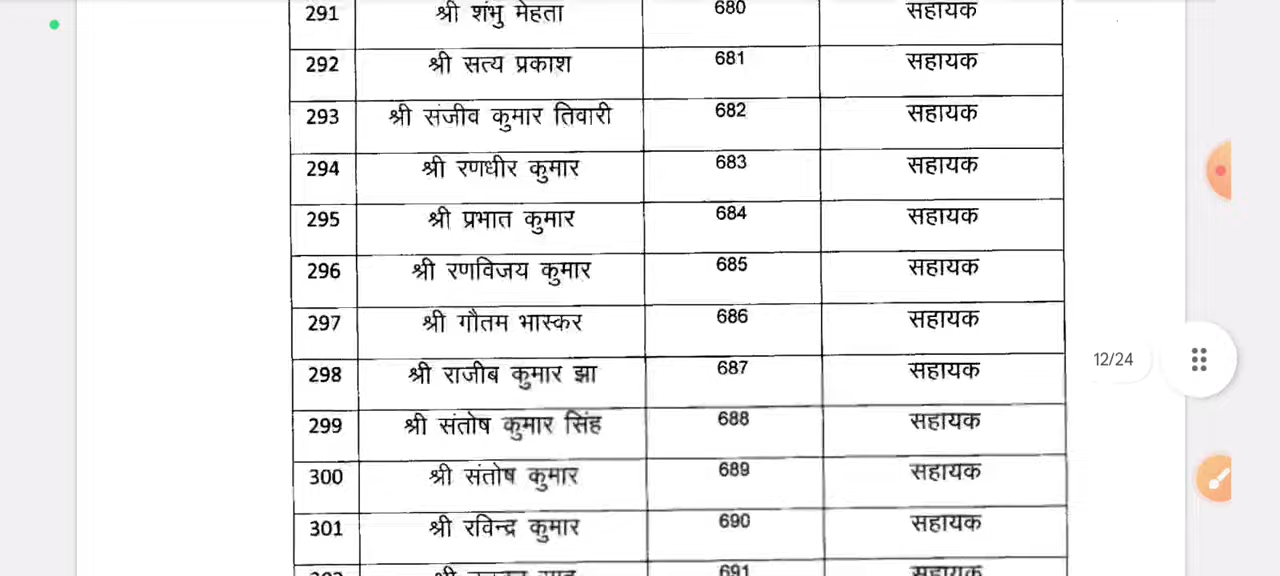 291 श्री शंभु मेहता 680 सहायक
292 श्री सत्य प्रकाश 681 सहायक
293 श्री संजीव कुमार तिवारी 682 सहायक
294 श्री रणधीर कुमार 683 सहायक
295 श्री प्रभात कुमार 684 सहायक
296 श्री रणविजय कुमार 685 सहायक
297 श्री गौतम भास्कर 686 सहायक
298 श्री राजीब कुमार झा 687 सहायक
12/24
299 श्री संतोष कुमार सिंह 688 सहायक
300 श्री संतोष कुमार 689 सहायक
301 श्री रविन्द्र कुमार 690 सहायक
691 सहायक